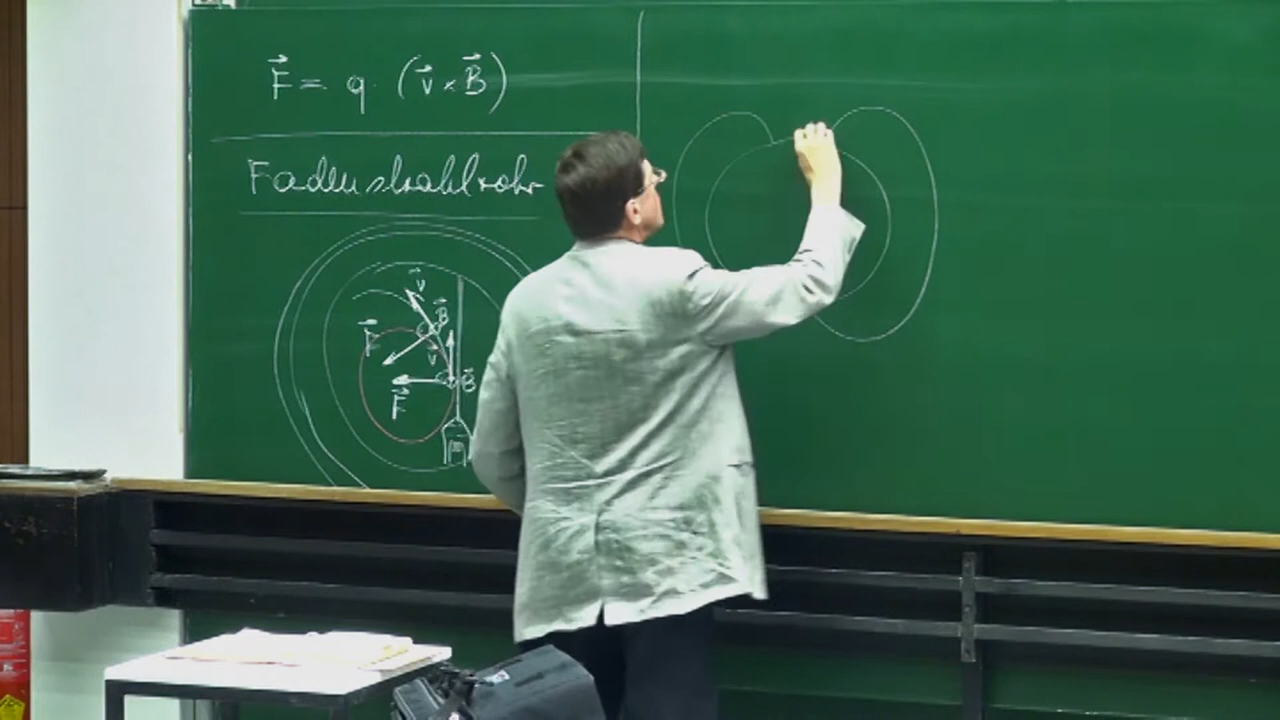 F⃗ = q · (v⃗ × B⃗)
Fadenstrahlrohr
v⃗
B⃗
F⃗
v⃗
B⃗
F⃗